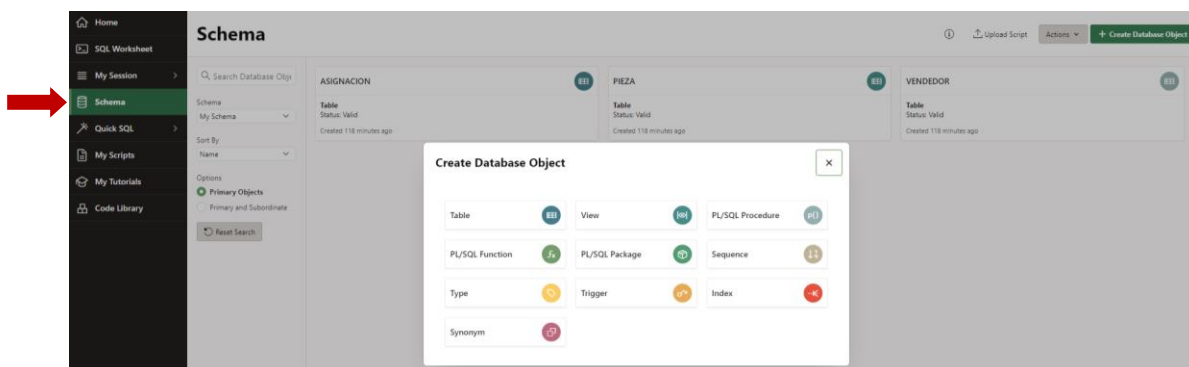 Home
SQL Worksheet
My Session
Schema
Quick SQL
My Scripts
My Tutorials
Code Library
Schema
Upload Script
Actions
+ Create Database Object
Search Database Obje
Schema
My Schema
Sort By
Name
Options
Primary Objects
Primary and Subordinate
Reset Search
ASIGNACION
Table
Status: Valid
Created 118 minutes ago
PIEZA
Table
Status: Valid
Created 118 minutes ago
VENDEDOR
Table
Status: Valid
Created 118 minutes ago
Create Database Object
Table
View
PL/SQL Procedure
PL/SQL Function
PL/SQL Package
Sequence
Type
Trigger
Index
Synonym